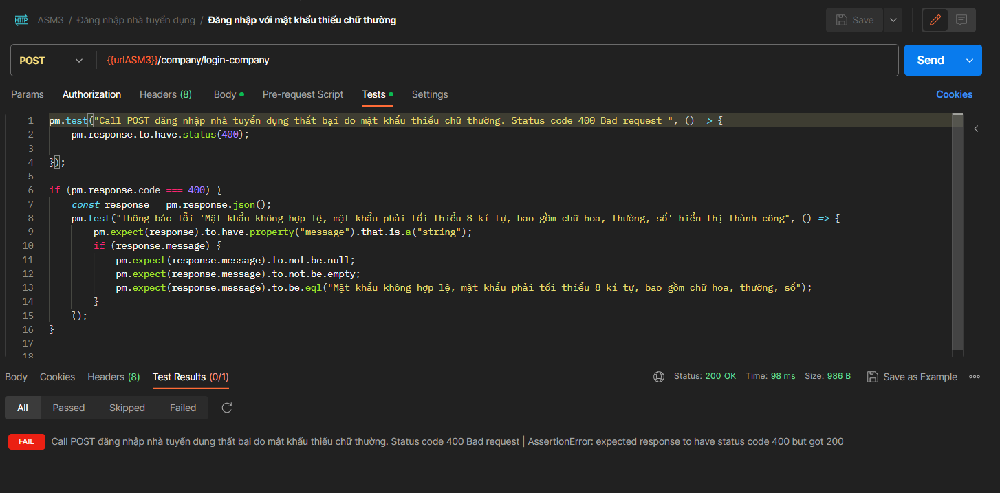 HTTP ASM3 / Đăng nhập nhà tuyển dụng / Đăng nhập với mật khẩu thiếu chữ thường Save
POST {{urlASM3}}/company/login-company Send
Params Authorization Headers (8) Body Pre-request Script Tests Settings Cookies
1 pm.test("Call POST đăng nhập nhà tuyển dụng thất bại do mật khẩu thiếu chữ thường. Status code 400 Bad request ", () => {
2 pm.response.to.have.status(400);
3
4 });
5
6 if (pm.response.code === 400) {
7 const response = pm.response.json();
8 pm.test("Thông báo lỗi 'Mật khẩu không hợp lệ, mật khẩu phải tối thiểu 8 kí tự, bao gồm chữ hoa, thường, số' hiển thị thành công", () => {
9 pm.expect(response).to.have.property("message").that.is.a("string");
10 if (response.message) {
11 pm.expect(response.message).to.not.be.null;
12 pm.expect(response.message).to.not.be.empty;
13 pm.expect(response.message).to.be.eql("Mật khẩu không hợp lệ, mật khẩu phải tối thiểu 8 kí tự, bao gồm chữ hoa, thường, số");
14 }
15 });
16 }
17
18
Body Cookies Headers (8) Test Results (0/1) Status: 200 OK Time: 98 ms Size: 986 B Save as Example
All Passed Skipped Failed
FAIL Call POST đăng nhập nhà tuyển dụng thất bại do mật khẩu thiếu chữ thường. Status code 400 Bad request | AssertionError: expected response to have status code 400 but got 200